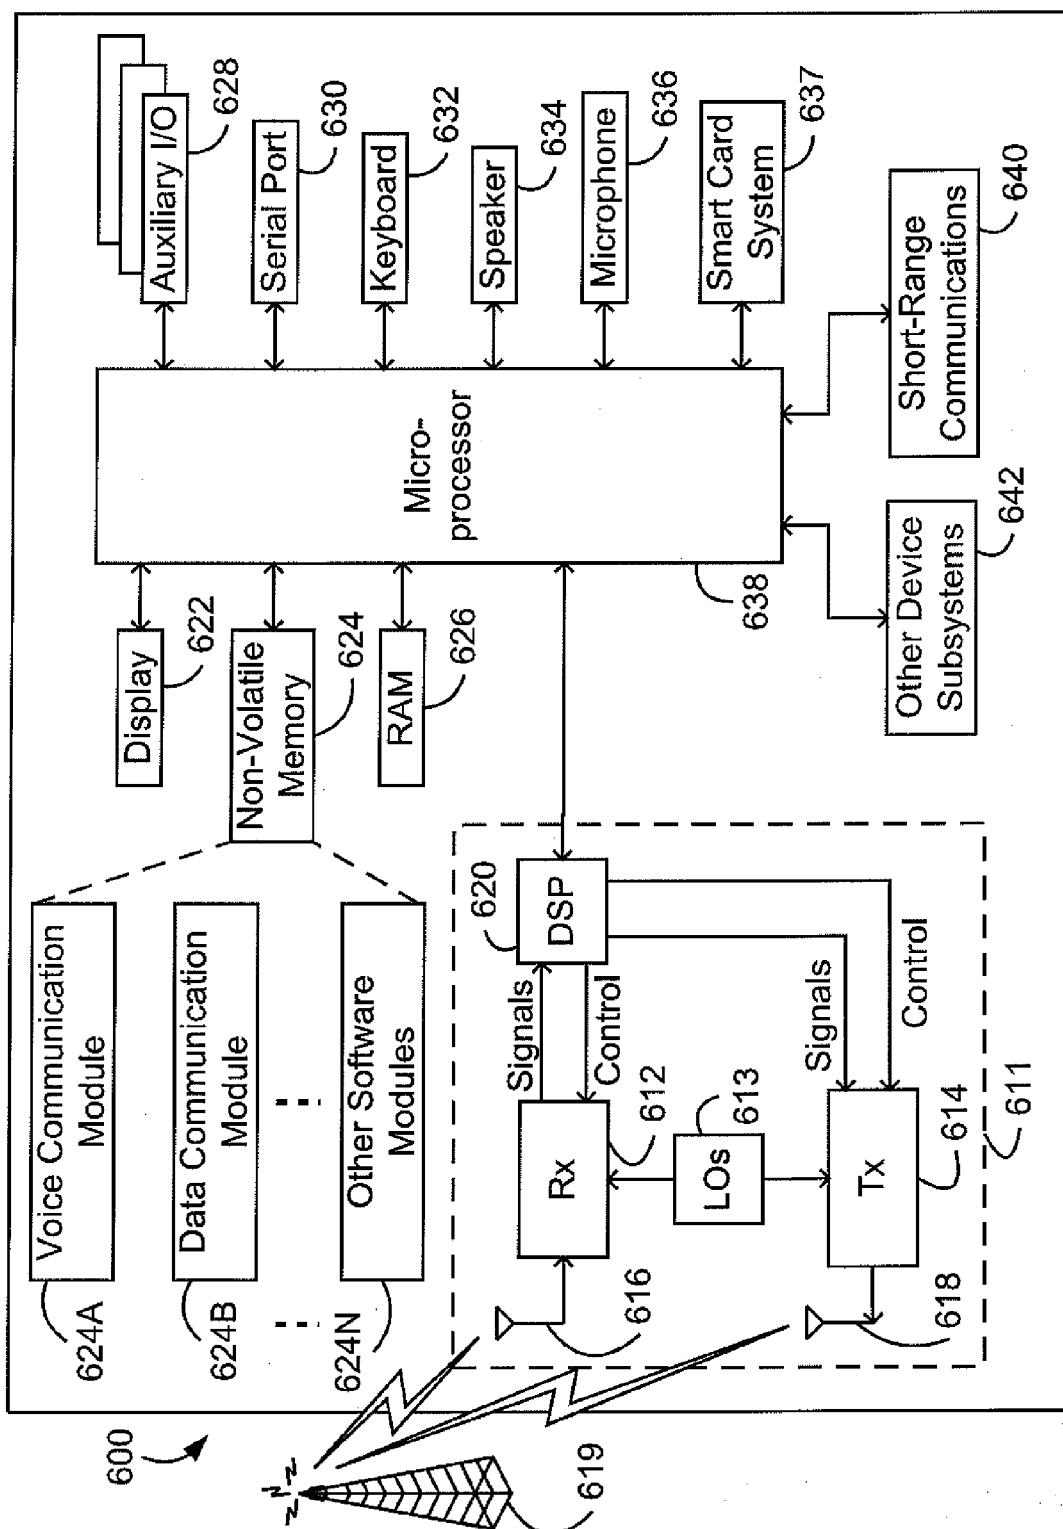 600
619
624A
Voice Communication
Module
624B
Data Communication
Module
624N
Other Software
Modules
Display
622
Non-Volatile
Memory
624
RAM
626
Micro-
processor
638
Auxiliary I/O
628
Serial Port
630
Keyboard
632
Speaker
634
Microphone
636
Smart Card
System
637
Short-Range
Communications
640
Other Device
Subsystems
642
616
Rx
612
Signals
Control
DSP
620
LOs
613
618
Tx
614
Signals
Control
611